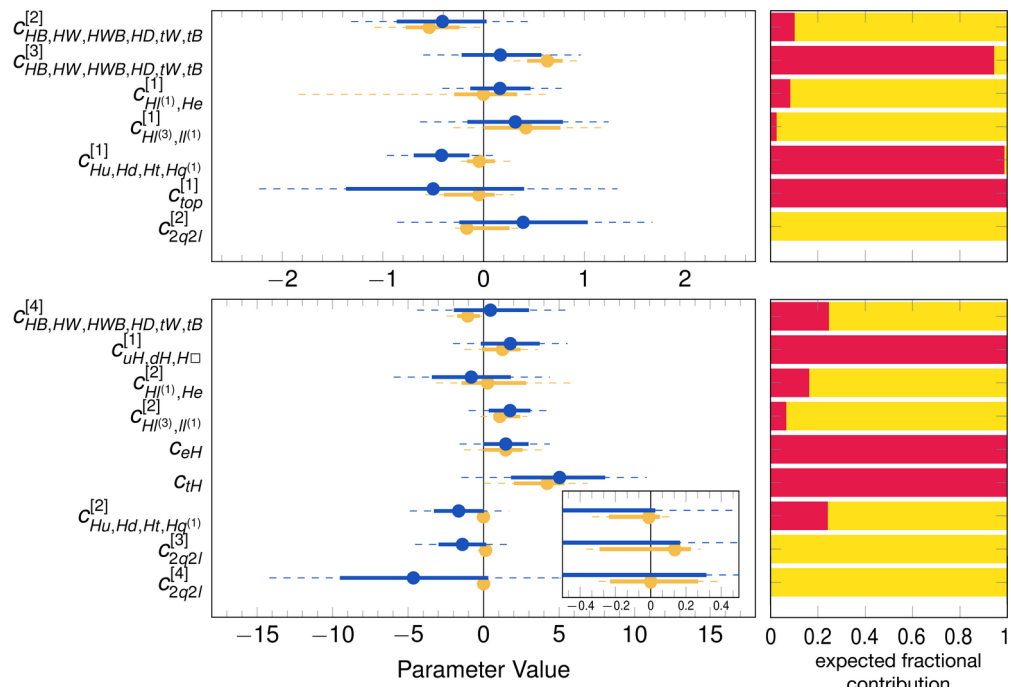 c[2]HB,HW,HWB,HD,tW,tB
c[3]HB,HW,HWB,HD,tW,tB
c[1]Hl(1),He
c[1]Hl(3),ll(1)
c[1]Hu,Hd,Ht,Hq(1)
c[1]top
c[2]2q2l
−2 −1 0 1 2
c[4]HB,HW,HWB,HD,tW,tB
c[1]uH,dH,H□
c[2]Hl(1),He
c[2]Hl(3),ll(1)
ceH
ctH
c[2]Hu,Hd,Ht,Hq(1)
c[3]2q2l
c[4]2q2l
−0.4 −0.2 0 0.2 0.4
−15 −10 −5 0 5 10 15
Parameter Value
0 0.2 0.4 0.6 0.8 1
expected fractional
contribution